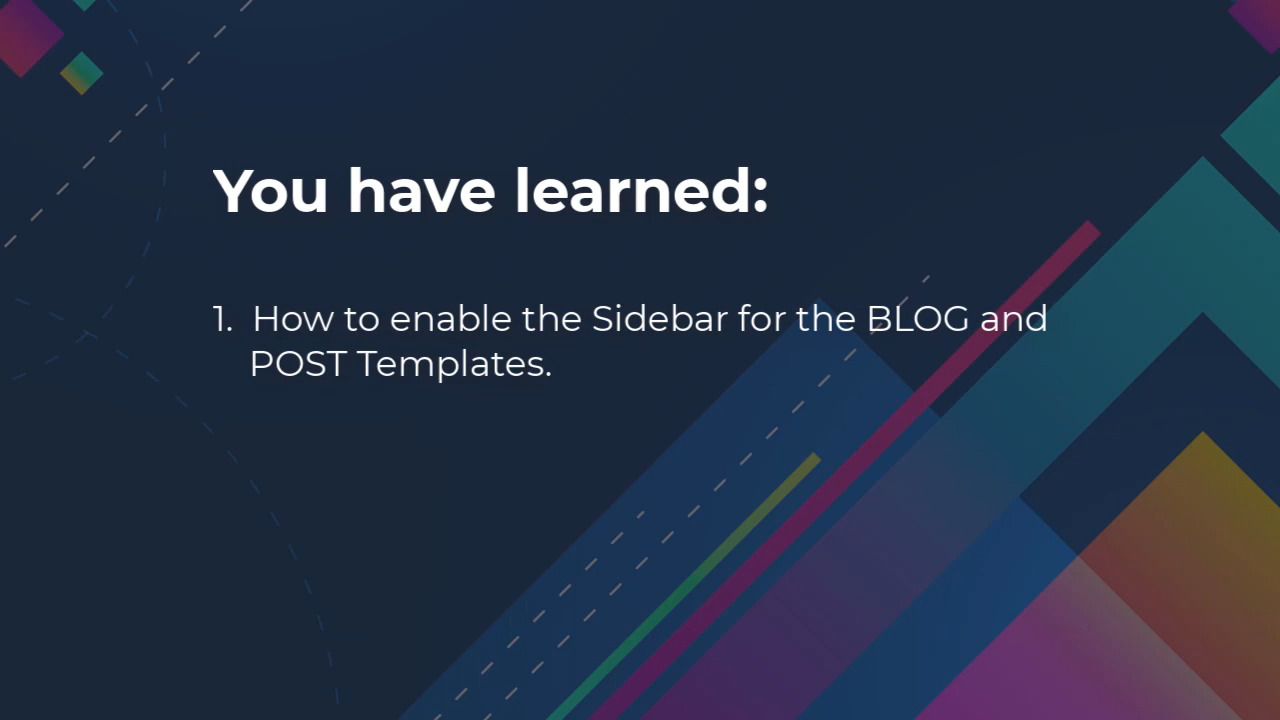 You have learned:
1. How to enable the Sidebar for the BLOG and
POST Templates.